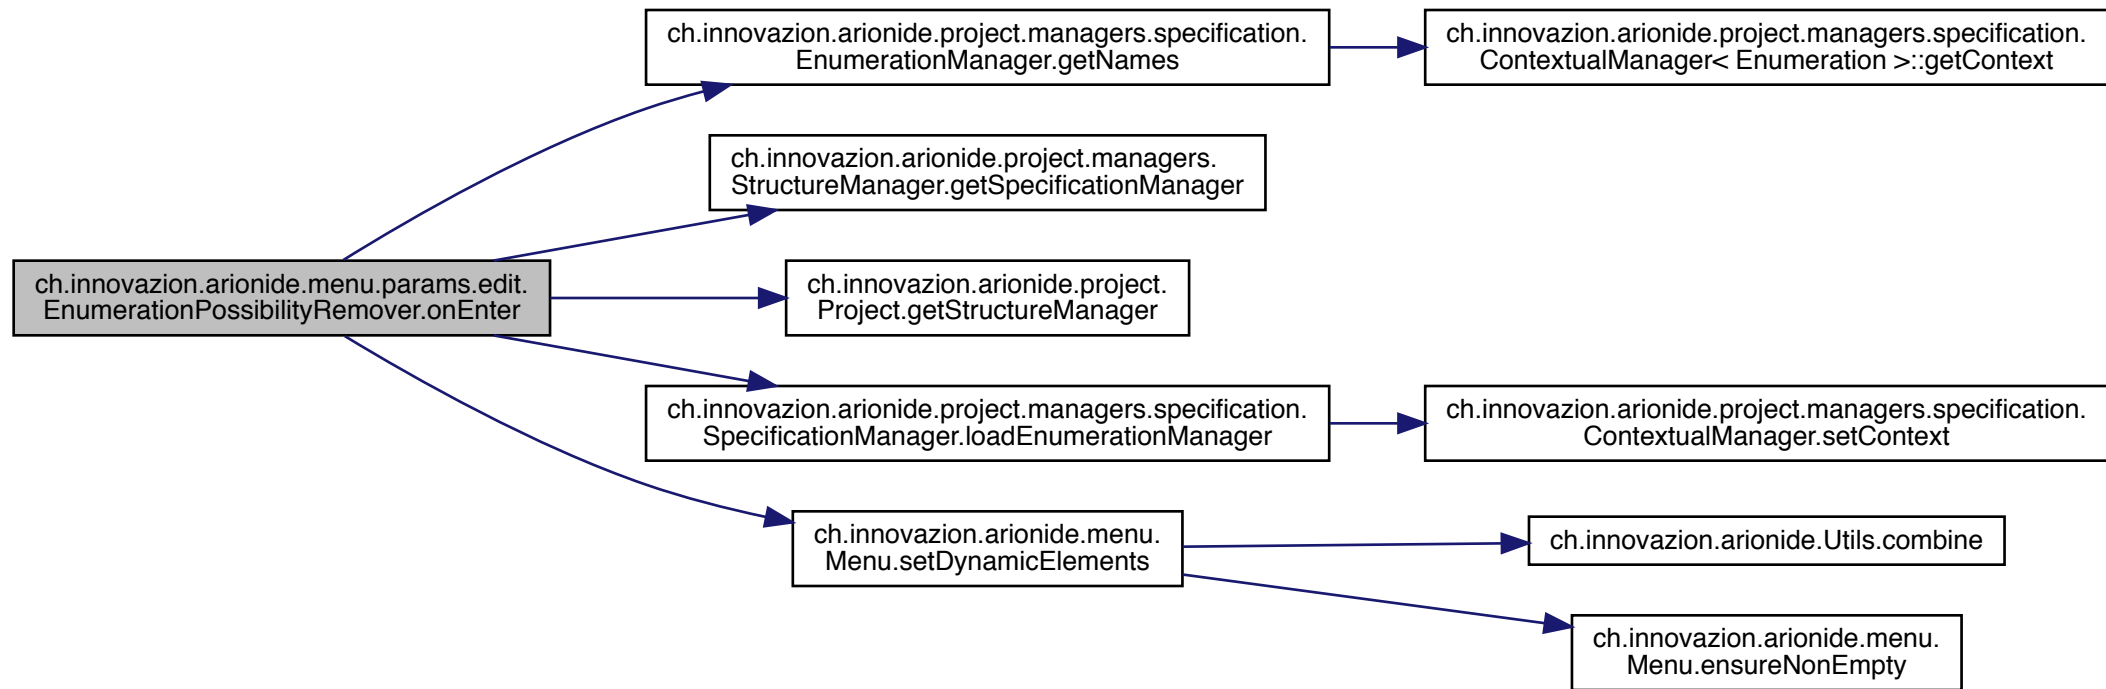 ch.innovazion.arionide.project.managers.specification.
EnumerationManager.getNames
ch.innovazion.arionide.project.managers.specification.
ContextualManager< Enumeration >::getContext
ch.innovazion.arionide.project.managers.
StructureManager.getSpecificationManager
ch.innovazion.arionide.menu.params.edit.
EnumerationPossibilityRemover.onEnter
ch.innovazion.arionide.project.
Project.getStructureManager
ch.innovazion.arionide.project.managers.specification.
SpecificationManager.loadEnumerationManager
ch.innovazion.arionide.project.managers.specification.
ContextualManager.setContext
ch.innovazion.arionide.menu.
Menu.setDynamicElements
ch.innovazion.arionide.Utils.combine
ch.innovazion.arionide.menu.
Menu.ensureNonEmpty